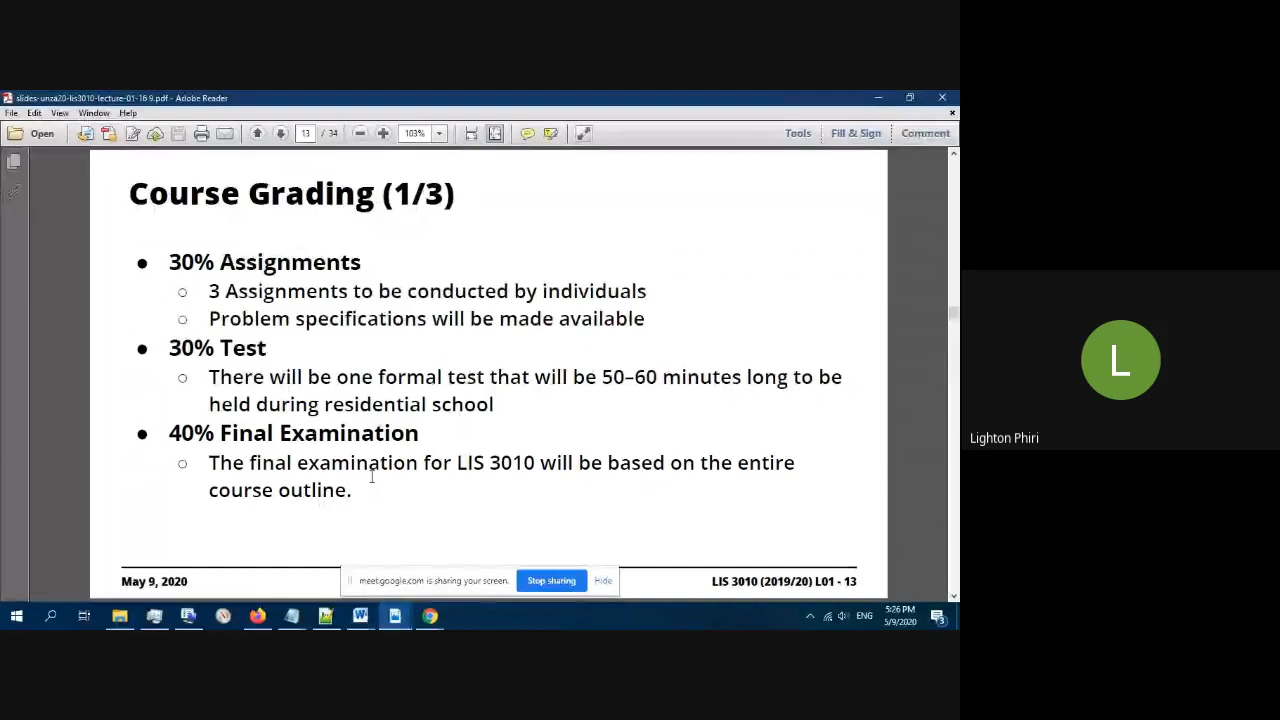 slides-unza20-lis3010-lecture-01-16 9.pdf - Adobe Reader
File Edit View Window Help
Open 13 / 34 103% Tools Fill & Sign Comment
Course Grading (1/3)
● 30% Assignments
○ 3 Assignments to be conducted by individuals
○ Problem specifications will be made available
● 30% Test
○ There will be one formal test that will be 50–60 minutes long to be
held during residential school
● 40% Final Examination
○ The final examination for LIS 3010 will be based on the entire
course outline.
May 9, 2020
LIS 3010 (2019/20) L01 - 13
meet.google.com is sharing your screen. Stop sharing Hide
ENG
5:26 PM
5/9/2020
3
L
Lighton Phiri